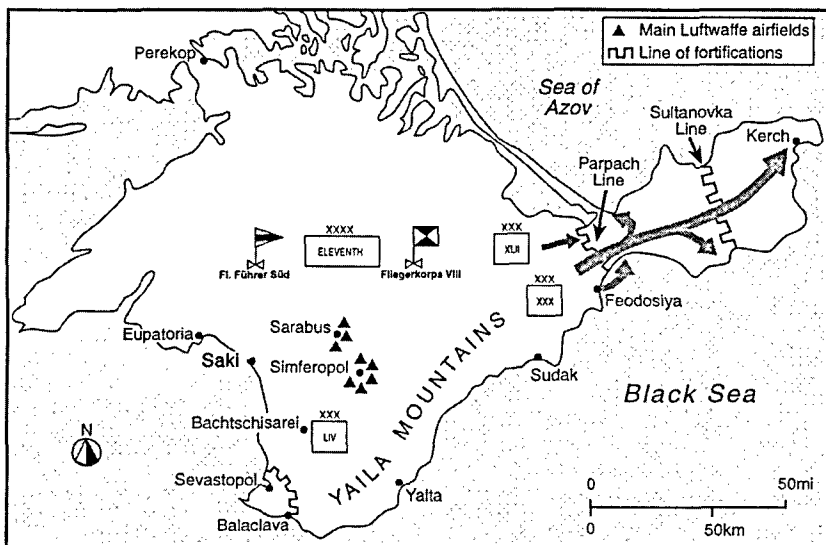 ▲ Main Luftwaffe airfields
Line of fortifications
Perekop
Sea of
Azov
Sultanovka
Line
Kerch
Parpach
Line
XXXX
ELEVENTH
XXX
XLII
Fl. Führer Süd
Fliegerkorps VIII
XXX
XXX
Feodosiya
Eupatoria
Sarabus
Saki
Simferopol
Sudak
Black Sea
YAILA MOUNTAINS
Bachtschisarei
XXX
LIV
N
Sevastopol
Yalta
Balaclava
0 50mi
0 50km